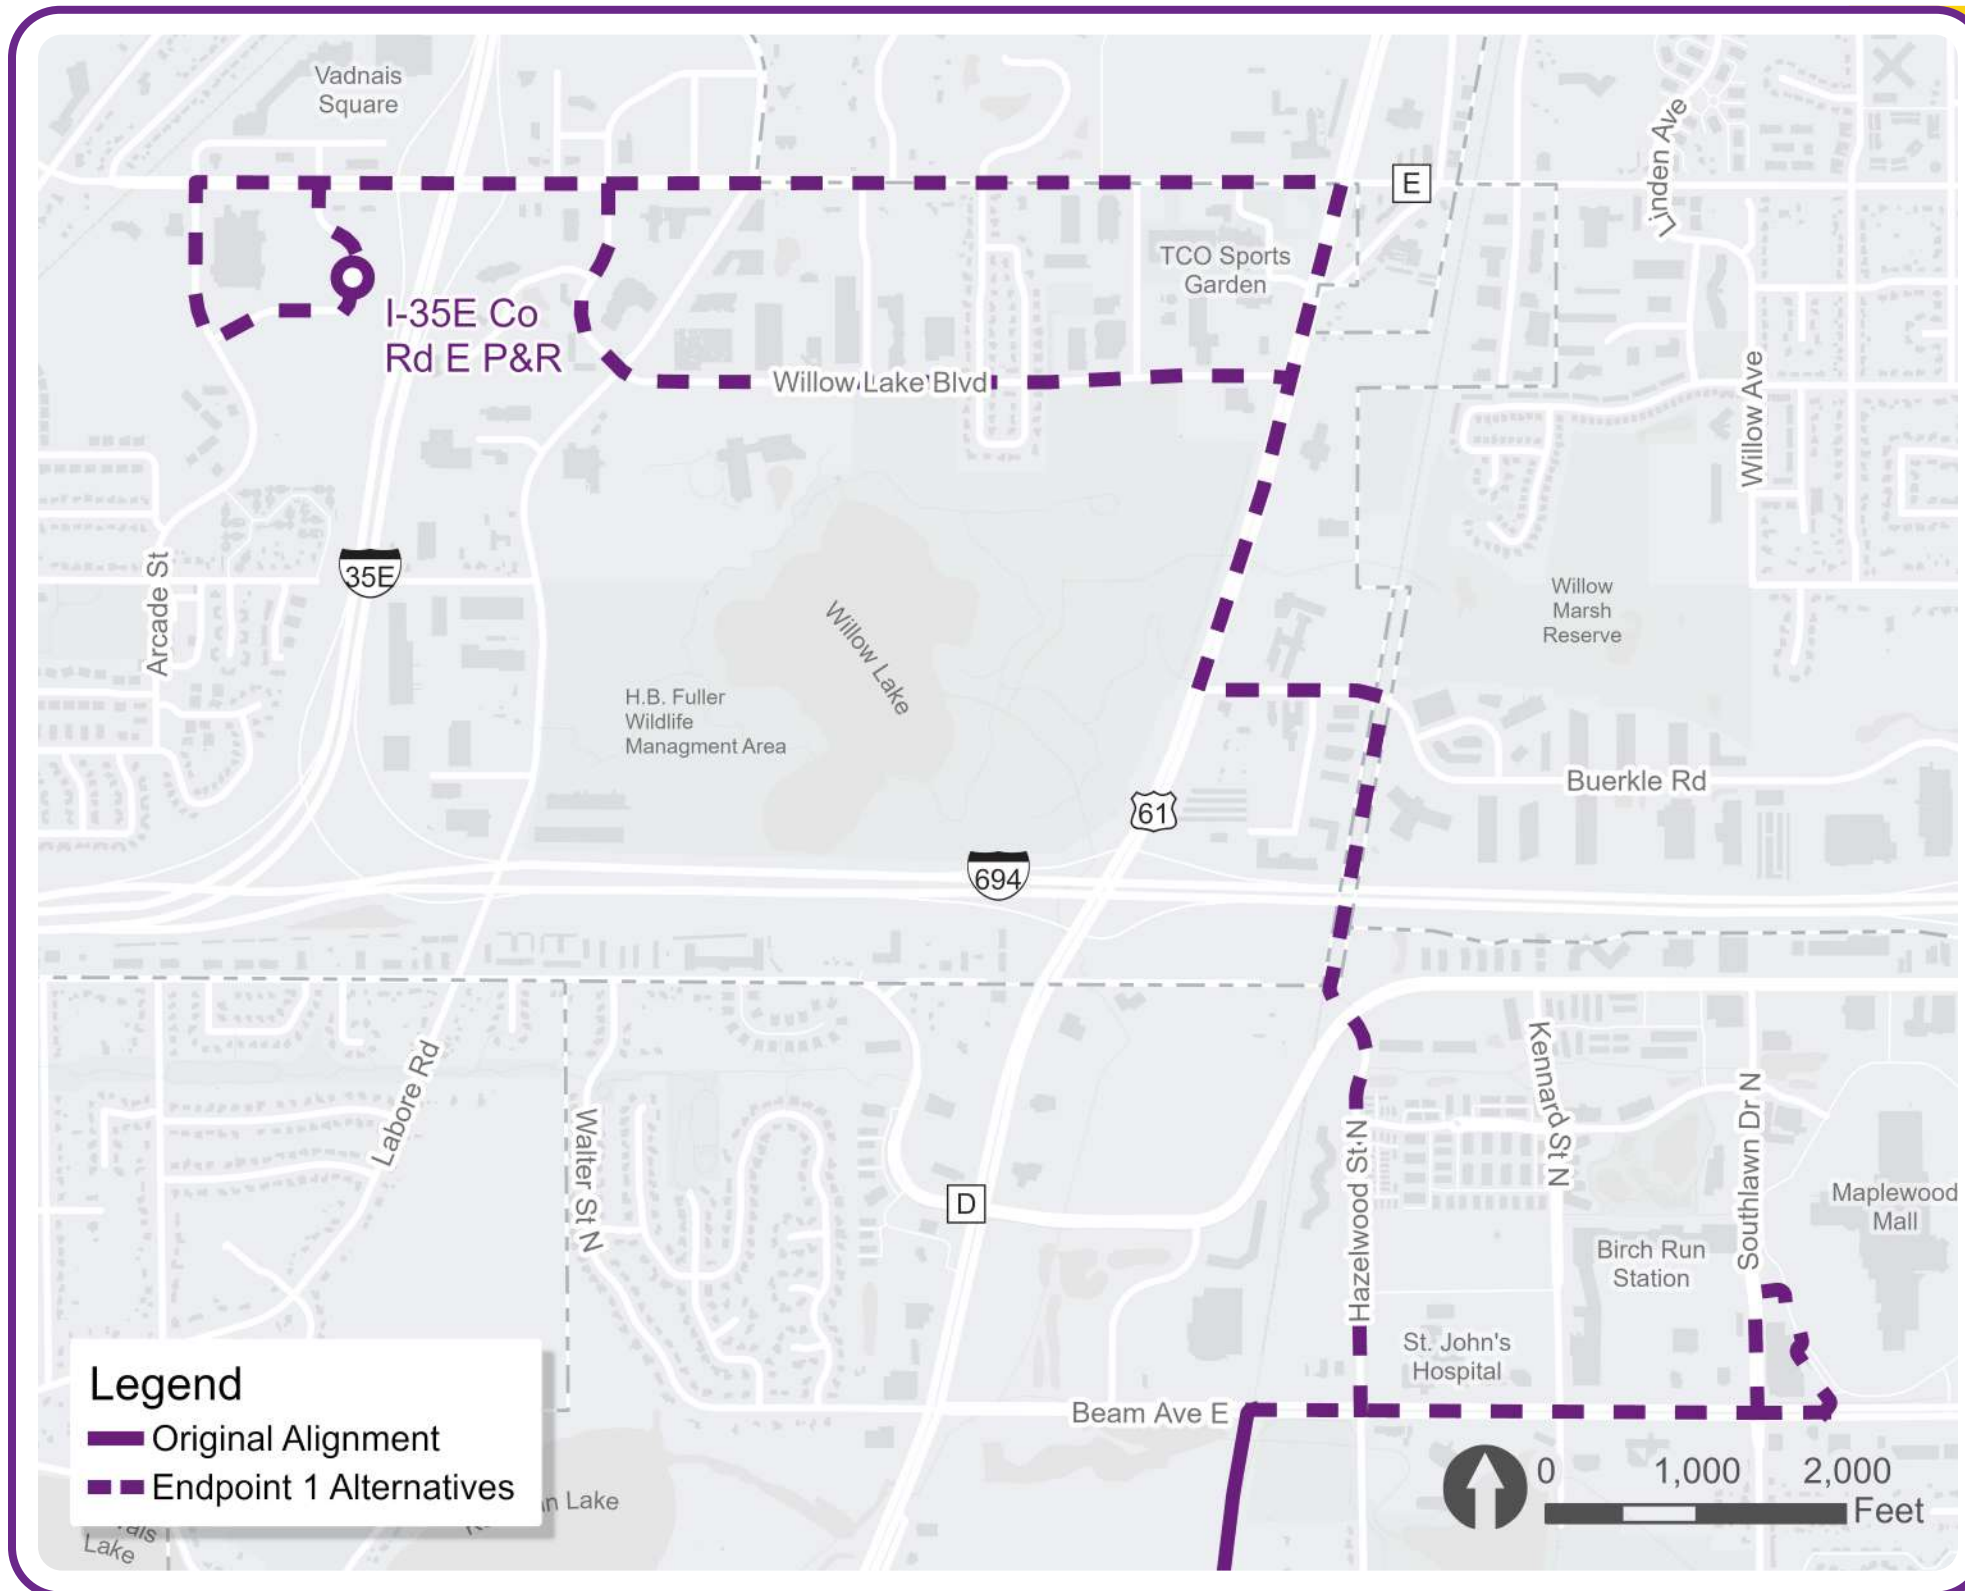 Vadnais
Square
E
Linden Ave
TCO Sports
Garden
I-35E Co
Rd E P&R
Willow Lake Blvd
Willow Ave
35E
Arcade St
Willow Lake
Willow
Marsh
Reserve
H.B. Fuller
Wildlife
Managment Area
Buerkle Rd
61
694
Labore Rd
Walter St N
Kennard St N
Southlawn Dr N
Hazelwood St N
D
Maplewood
Mall
Birch Run
Station
St. John's
Hospital
Beam Ave E
Legend
Original Alignment
Endpoint 1 Alternatives
Lake
Lake
0 1,000 2,000
Feet